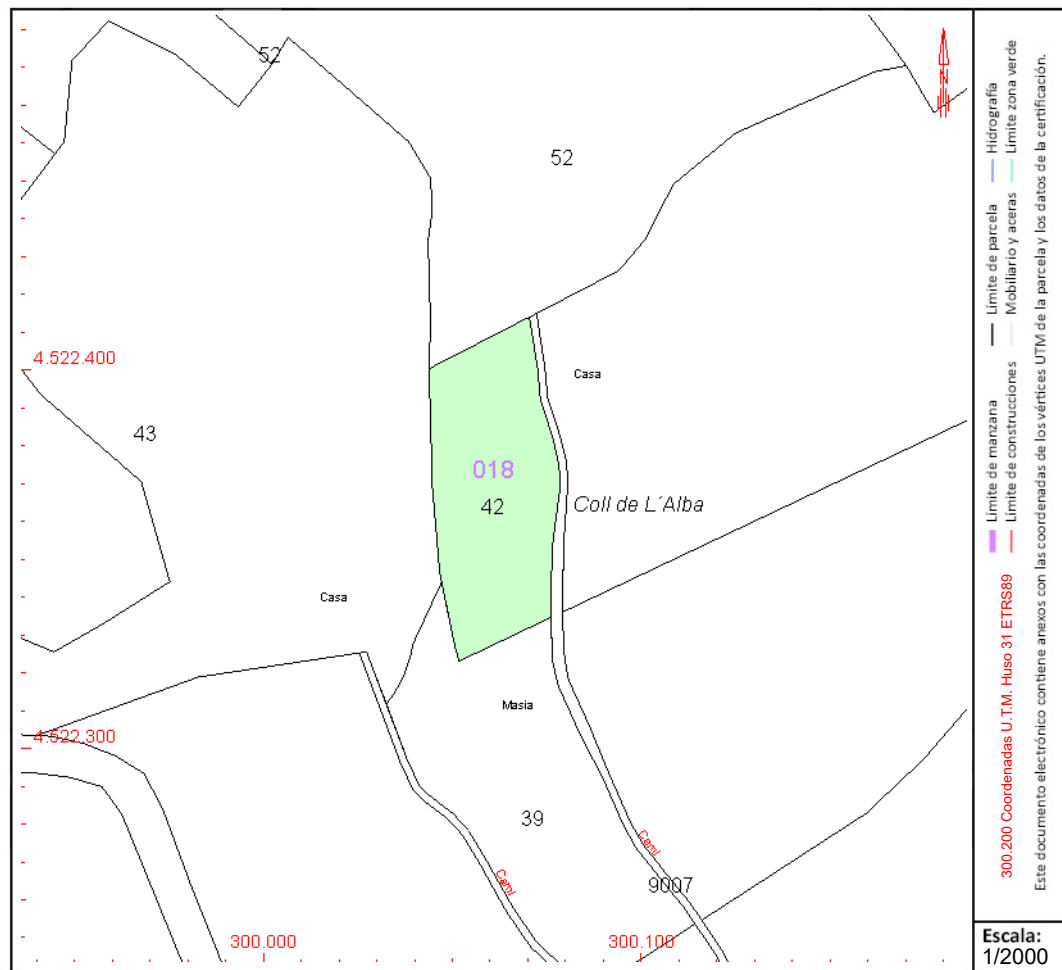 52
52
4.522.400
Casa
43
018
42
Coll de L´Alba
Casa
Masia
4.522.300
39
Camí
Camí
9007
300.000
300.100
N
300.200 Coordenadas U.T.M. Huso 31 ETRS89
Límite de manzana
Límite de parcela
Hidrografía
Límite de construcciones
Mobiliario y aceras
Límite zona verde
Este documento electrónico contiene anexos con las coordenadas de los vértices UTM de la parcela y los datos de la certificación.
Escala:
1/2000